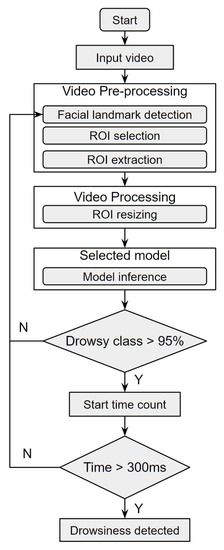 Start
Input video
Video Pre-processing
Facial landmark detection
ROI selection
ROI extraction
Video Processing
ROI resizing
Selected model
Model inference
Drowsy class > 95%
N
Y
Start time count
Time > 300ms
N
Y
Drowsiness detected